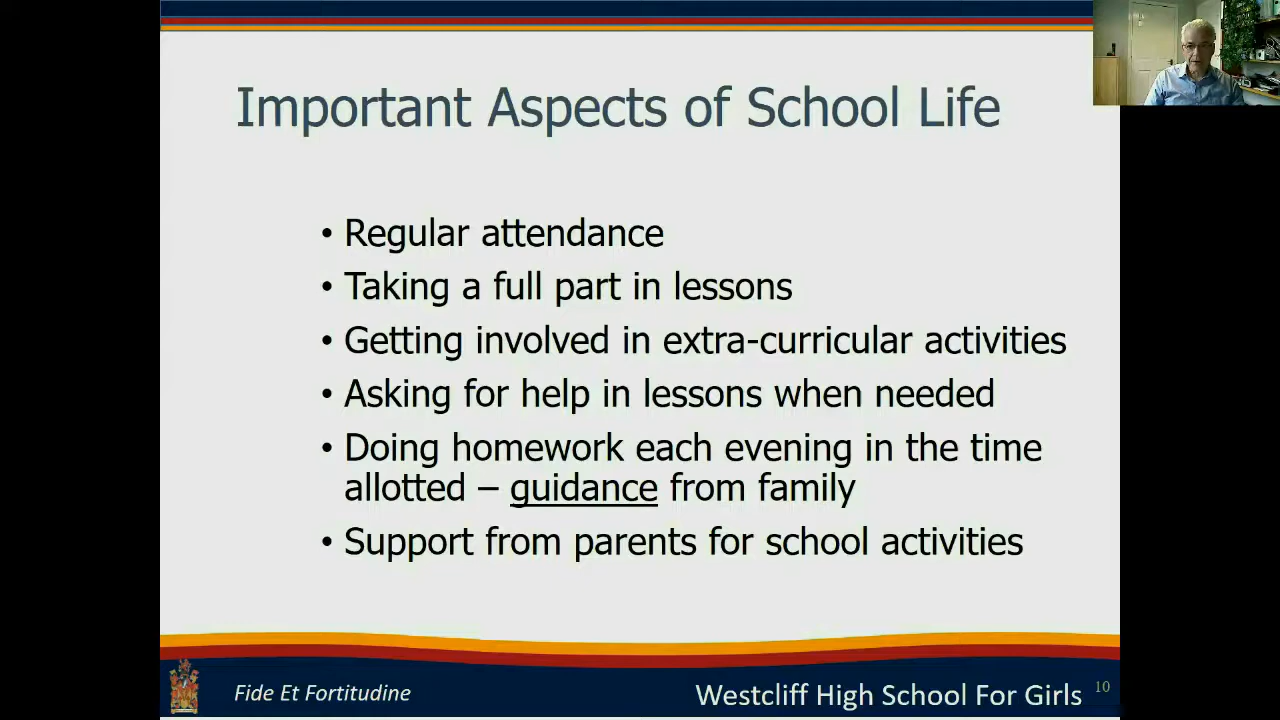 Important Aspects of School Life
• Regular attendance
• Taking a full part in lessons
• Getting involved in extra-curricular activities
• Asking for help in lessons when needed
• Doing homework each evening in the time
allotted – guidance from family
• Support from parents for school activities
Fide Et Fortitudine
Westcliff High School For Girls
10